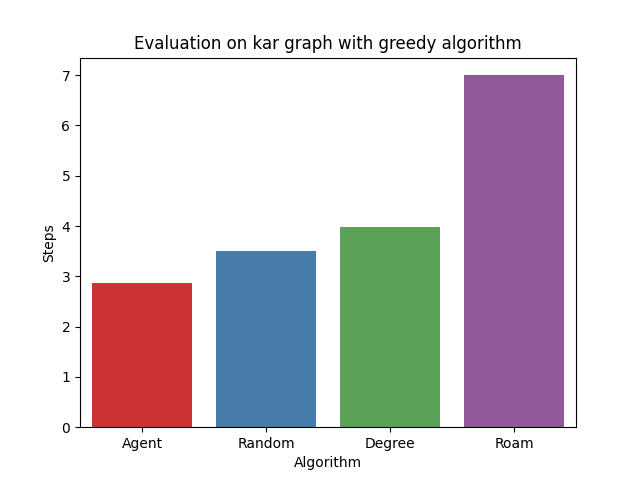 Evaluation on kar graph with greedy algorithm
7
6
5
4
3
2
1
0
Steps
Agent Random Degree Roam
Algorithm